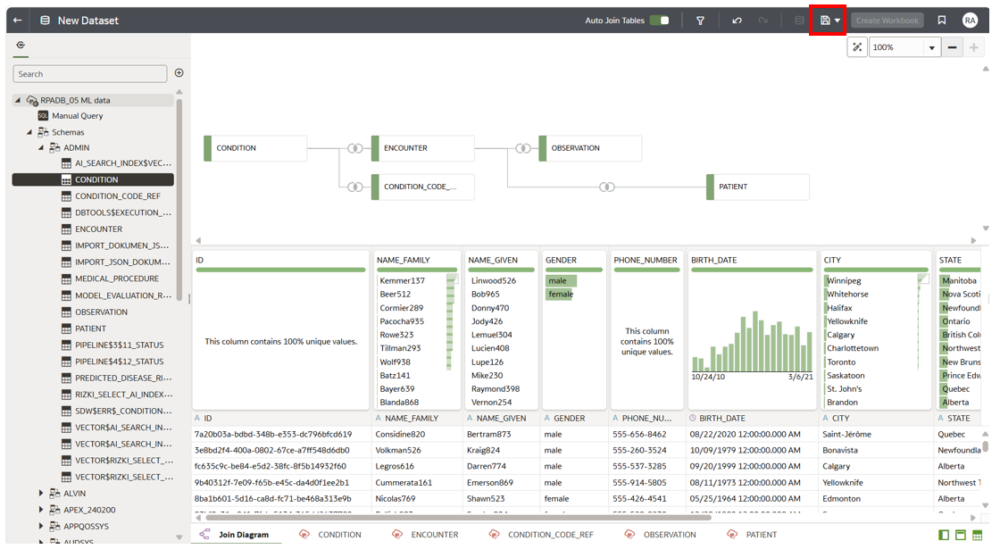 New Dataset
Auto Join Tables
Create Workbook
RA
Search
100%
RPADB_05 ML data
SQL Manual Query
Schemas
ADMIN
AI_SEARCH_INDEX$VEC...
CONDITION
CONDITION_CODE_REF
DBTOOLS$EXECUTION_...
ENCOUNTER
IMPORT_DOKUMEN_JS...
IMPORT_JSON_DOKUM...
MEDICAL_PROCEDURE
MODEL_EVALUATION_R...
OBSERVATION
PATIENT
PIPELINE$3$11_STATUS
PIPELINE$4$12_STATUS
PREDICTED_DISEASE_RI...
RIZKI_SELECT_AI_INDEX...
SDW$ERR$_CONDITION...
VECTOR$AI_SEARCH_IN...
VECTOR$AI_SEARCH_IN...
VECTOR$RIZKI_SELECT_...
VECTOR$RIZKI_SELECT_...
ALVIN
APEX_240200
APPQOSSYS
AUDSYS
CONDITION
ENCOUNTER
OBSERVATION
CONDITION_CODE_...
PATIENT
ID
This column contains 100% unique values.
NAME_FAMILY
Kemmer137
Beer512
Cormier289
Pacocha935
Rowe323
Tillman293
Wolf938
Batz141
Bayer639
Blanda868
NAME_GIVEN
Linwood526
Bob965
Donny470
Jody426
Lemuel304
Lucien408
Lupe126
Mike230
Raymond398
Vernon254
GENDER
male
female
PHONE_NUMBER
This column
contains 100%
unique values.
BIRTH_DATE
10/24/10 3/6/21
CITY
Winnipeg
Whitehorse
Halifax
Yellowknife
Calgary
Charlottetown
Toronto
Saskatoon
St. John's
Brandon
STATE
Manitoba
Nova Scoti
Newfoundl
Ontario
British Colu
Northwest
New Bruns
Prince Edw
Quebec
Alberta
A ID A NAME_FAMILY A NAME_GIVEN A GENDER A PHONE_NU... BIRTH_DATE A CITY A STATE
7a20b03a-bdbd-348b-e353-dc796bfcd619 Considine820 Bertram873 male 555-656-8462 08/22/2020 12:00:00.000 AM Saint-Jérôme Quebec
3e8bd2f4-400a-0802-67ce-a7ff548d6db0 Volkman526 Kraig824 male 555-260-3524 10/09/1979 12:00:00.000 AM Bonavista Newfoundla
fc635c9c-be84-e5d2-38fc-8f5b14932f60 Legros616 Darren774 male 555-537-3285 09/20/1999 12:00:00.000 AM Calgary Alberta
9b40312f-7e09-f65b-e45c-da4d0f1ee2b1 Cummerata161 Emerson869 male 555-914-5805 08/11/1973 12:00:00.000 AM Yellowknife Northwest T
8ba1b601-5d16-ca8d-fc71-be468a313e9b Nicolas769 Shawn523 female 555-426-4541 05/25/1964 12:00:00.000 AM Edmonton Alberta
Join Diagram CONDITION ENCOUNTER CONDITION_CODE_REF OBSERVATION PATIENT